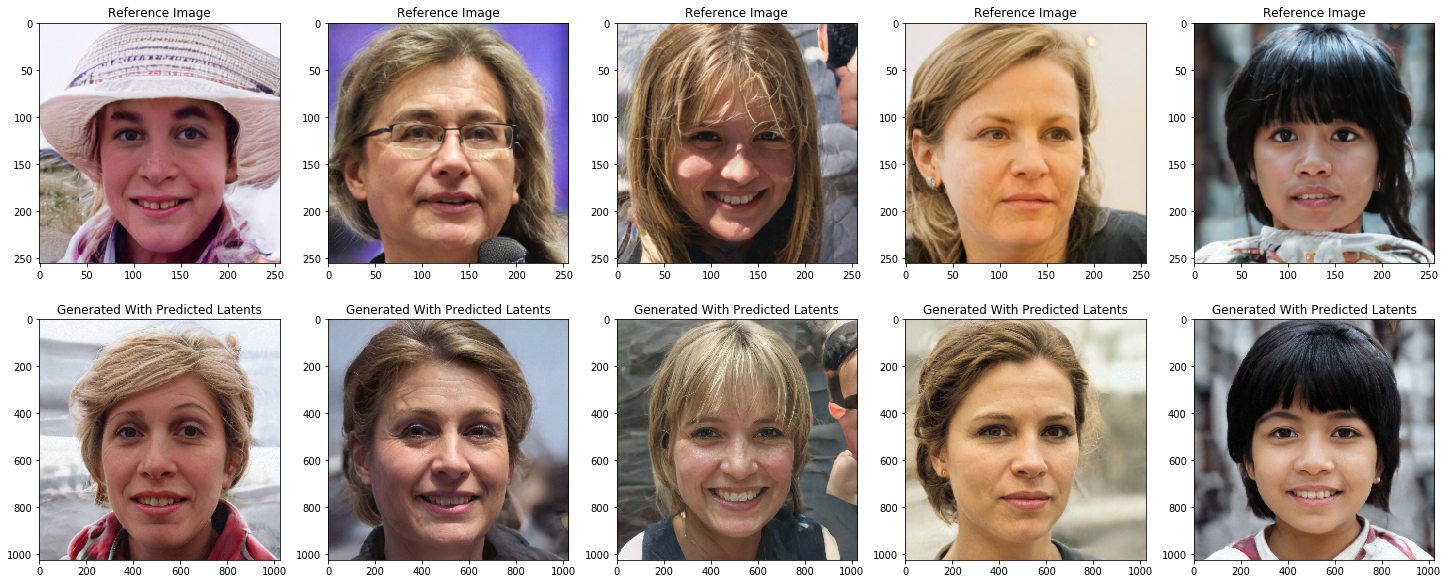 Reference Image Reference Image Reference Image Reference Image Reference Image
0 0 0 0 0
50 50 50 50 50
100 100 100 100 100
150 150 150 150 150
200 200 200 200 200
250 250 250 250 250
0 50 100 150 200 250 0 50 100 150 200 250 0 50 100 150 200 250 0 50 100 150 200 250 0 50 100 150 200 250
Generated With Predicted Latents Generated With Predicted Latents Generated With Predicted Latents Generated With Predicted Latents Generated With Predicted Latents
0 0 0 0 0
200 200 200 200 200
400 400 400 400 400
600 600 600 600 600
800 800 800 800 800
1000 1000 1000 1000 1000
0 200 400 600 800 1000 0 200 400 600 800 1000 0 200 400 600 800 1000 0 200 400 600 800 1000 0 200 400 600 800 1000